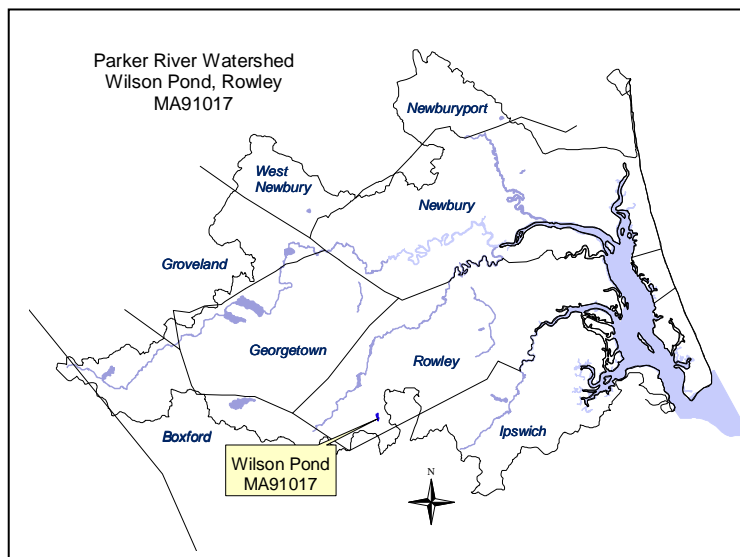 Parker River Watershed
Wilson Pond, Rowley
MA91017
Newburyport
West
Newbury
Newbury
Groveland
Georgetown
Rowley
Boxford
Ipswich
Wilson Pond
MA91017
N